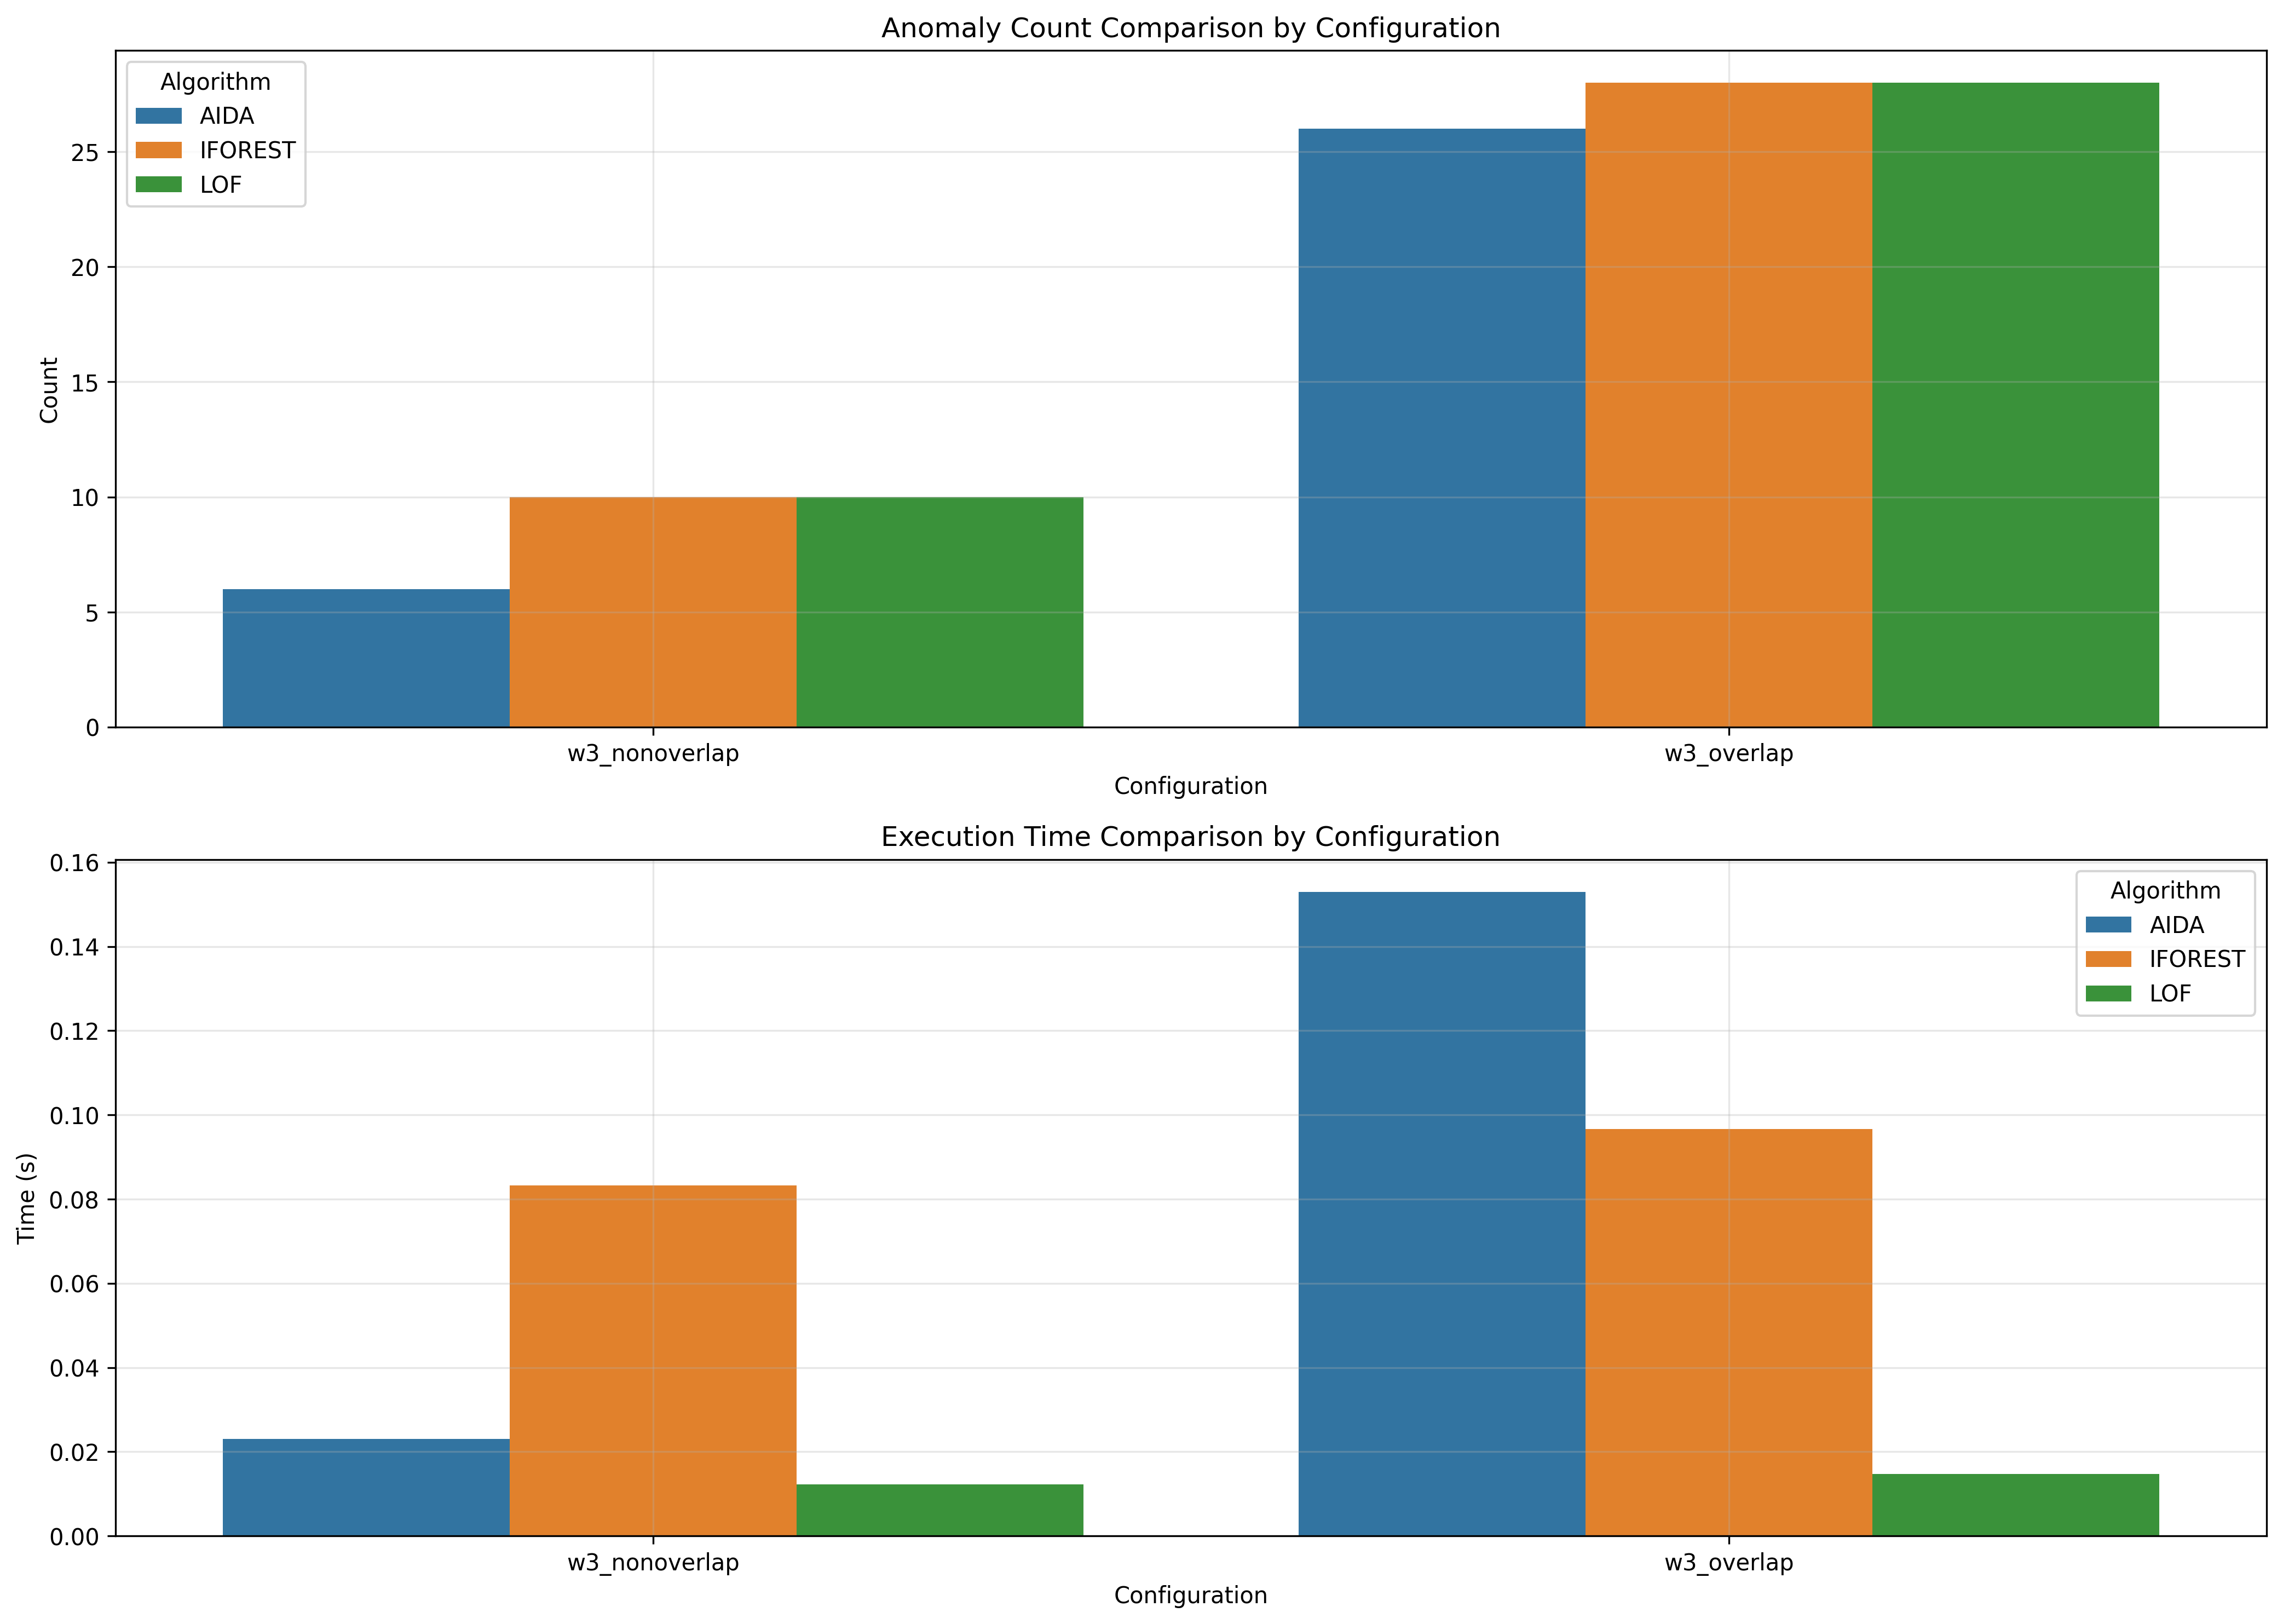 Anomaly Count Comparison by Configuration
Algorithm
AIDA
IFOREST
LOF
25
20
15
10
5
0
Count
w3_nonoverlap
w3_overlap
Configuration
Execution Time Comparison by Configuration
Algorithm
AIDA
IFOREST
LOF
0.16
0.14
0.12
0.10
0.08
0.06
0.04
0.02
0.00
Time (s)
w3_nonoverlap
w3_overlap
Configuration